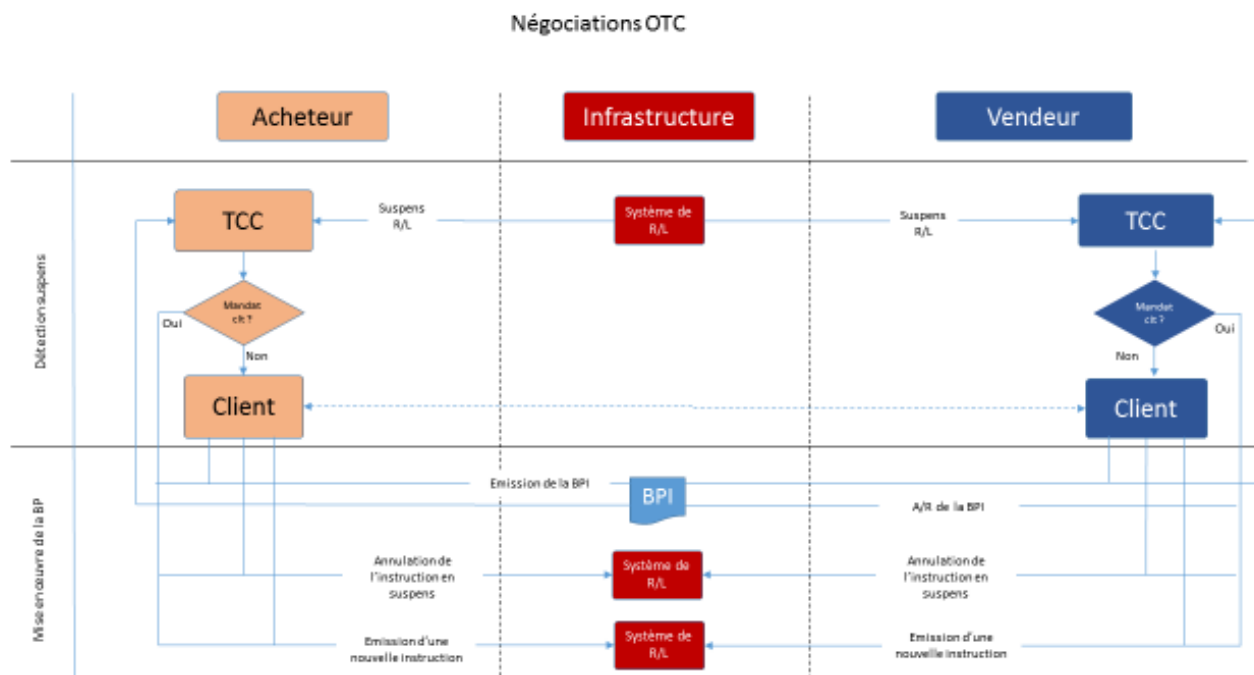 Négociations OTC
Acheteur
Infrastructure
Vendeur
Détection suspens
TCC
Suspens
R/L
Système de
R/L
Suspens
R/L
TCC
Mandat
clt ?
Oui
Non
Mandat
clt ?
Oui
Non
Client
Client
Mise en œuvre de la BP
Emission de la BPI
BPI
A/R de la BPI
Annulation de
l'instruction en
suspens
Système de
R/L
Annulation de
l'instruction en
suspens
Emission d'une
nouvelle instruction
Système de
R/L
Emission d'une
nouvelle instruction